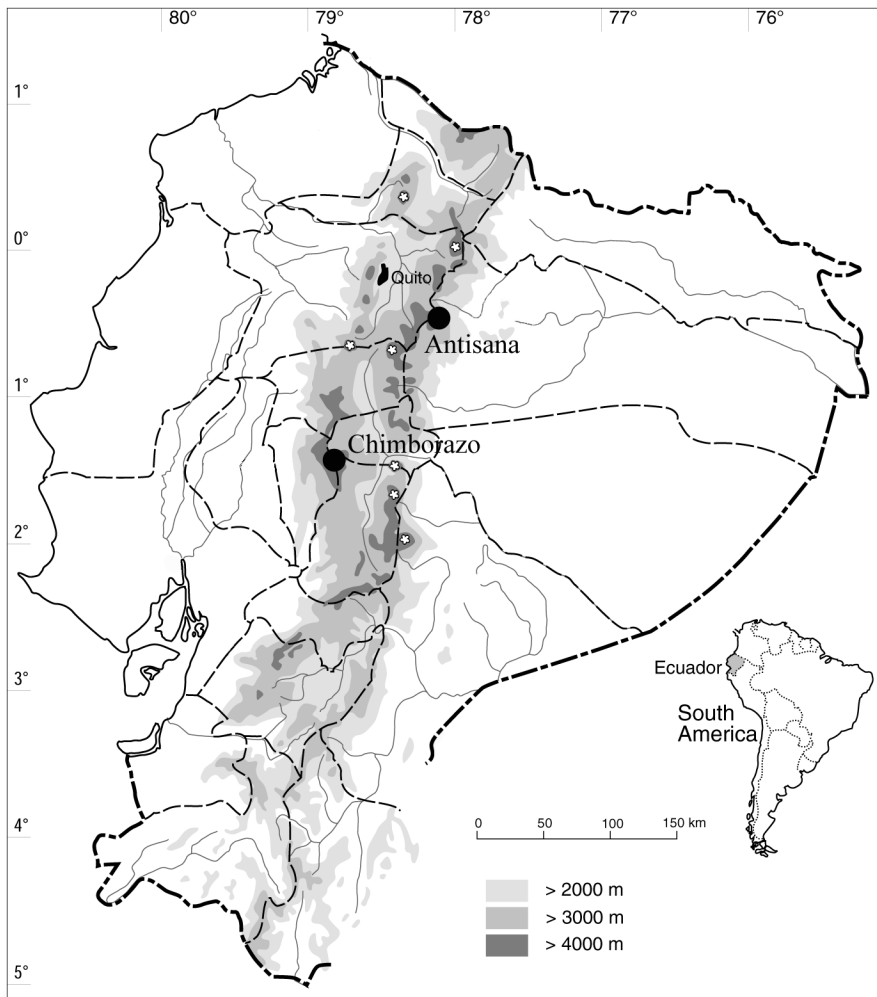 80°
79°
78°
77°
76°
1°
0°
Quito
Antisana
1°
Chimborazo
2°
Ecuador
3°
South
America
4°
0 50 100 150 km
> 2000 m
> 3000 m
> 4000 m
5°